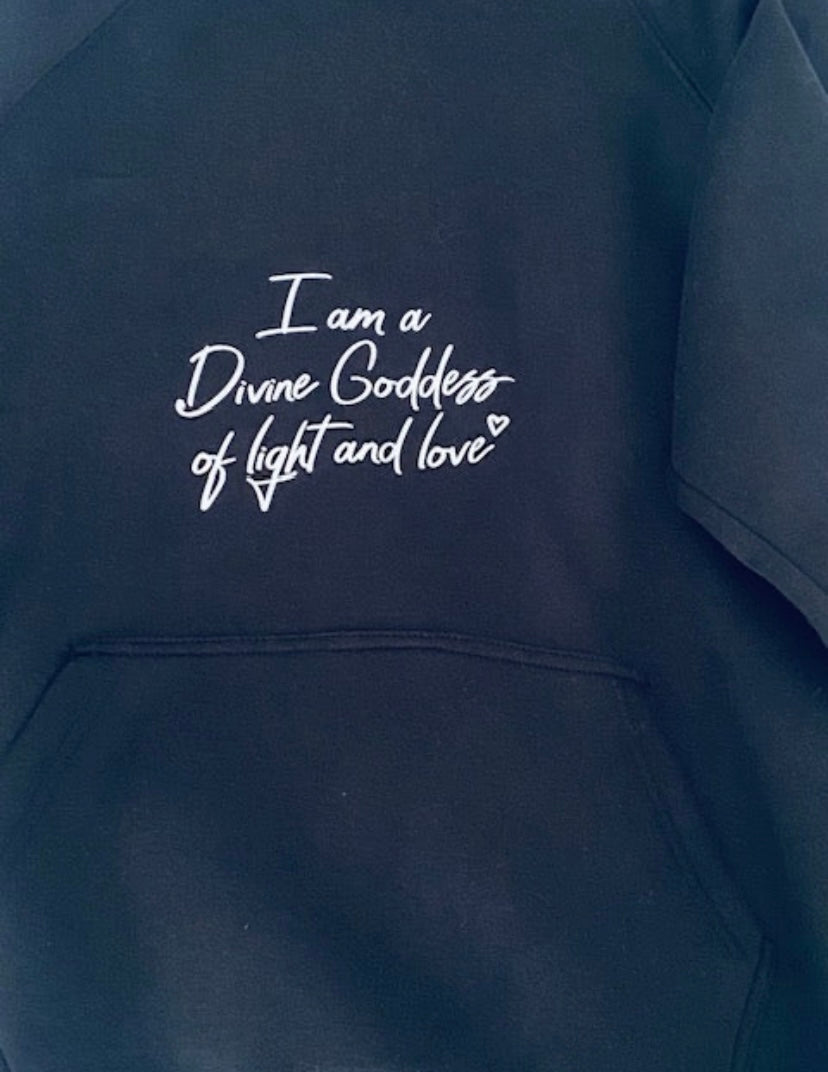 I am a
Divine Goddess
of light and love